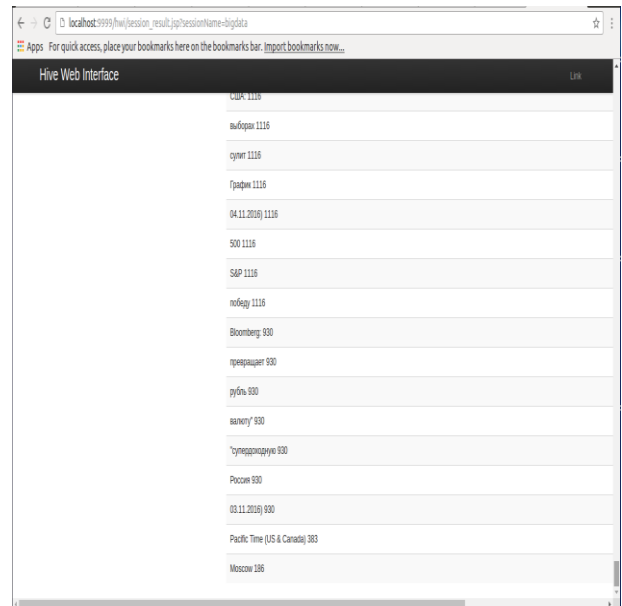 localhost:9999/hwi/session_result.jsp?sessionName=bigdata
Apps For quick access, place your bookmarks here on the bookmarks bar. Import bookmarks now...
Hive Web Interface Link
США: 1116
выборах 1116
сулит 1116
График 1116
04.11.2016) 1116
500 1116
S&P 1116
победу 1116
Bloomberg: 930
превращает 930
рубль 930
валюту" 930
"супердоходную 930
Россия 930
03.11.2016) 930
Pacific Time (US & Canada) 383
Moscow 186